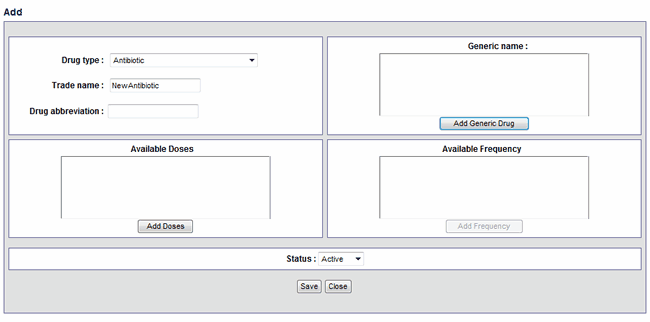 Add
Drug type : Antibiotic
Trade name : NewAntibiotic
Drug abbreviation :
Generic name :
Add Generic Drug
Available Doses
Add Doses
Available Frequency
Add Frequency
Status : Active
Save Close